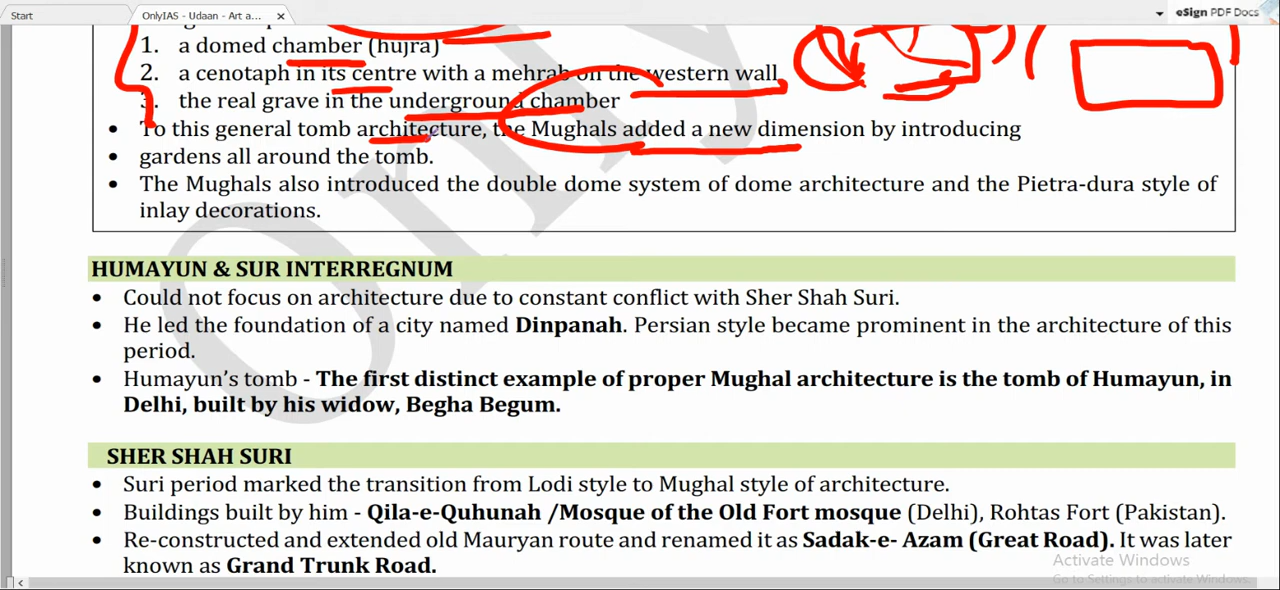 Start
OnlyIAS - Udaan - Art a...
eSign PDF Docs
1. a domed chamber (hujra)
2. a cenotaph in its centre with a mehrab on the western wall
3. the real grave in the underground chamber
• To this general tomb architecture, the Mughals added a new dimension by introducing
• gardens all around the tomb.
• The Mughals also introduced the double dome system of dome architecture and the Pietra-dura style of
inlay decorations.
HUMAYUN & SUR INTERREGNUM
• Could not focus on architecture due to constant conflict with Sher Shah Suri.
• He led the foundation of a city named Dinpanah. Persian style became prominent in the architecture of this
period.
• Humayun's tomb - The first distinct example of proper Mughal architecture is the tomb of Humayun, in
Delhi, built by his widow, Begha Begum.
SHER SHAH SURI
• Suri period marked the transition from Lodi style to Mughal style of architecture.
• Buildings built by him - Qila-e-Quhunah /Mosque of the Old Fort mosque (Delhi), Rohtas Fort (Pakistan).
• Re-constructed and extended old Mauryan route and renamed it as Sadak-e- Azam (Great Road). It was later
known as Grand Trunk Road.
Activate Windows
Go to Settings to activate Windows.